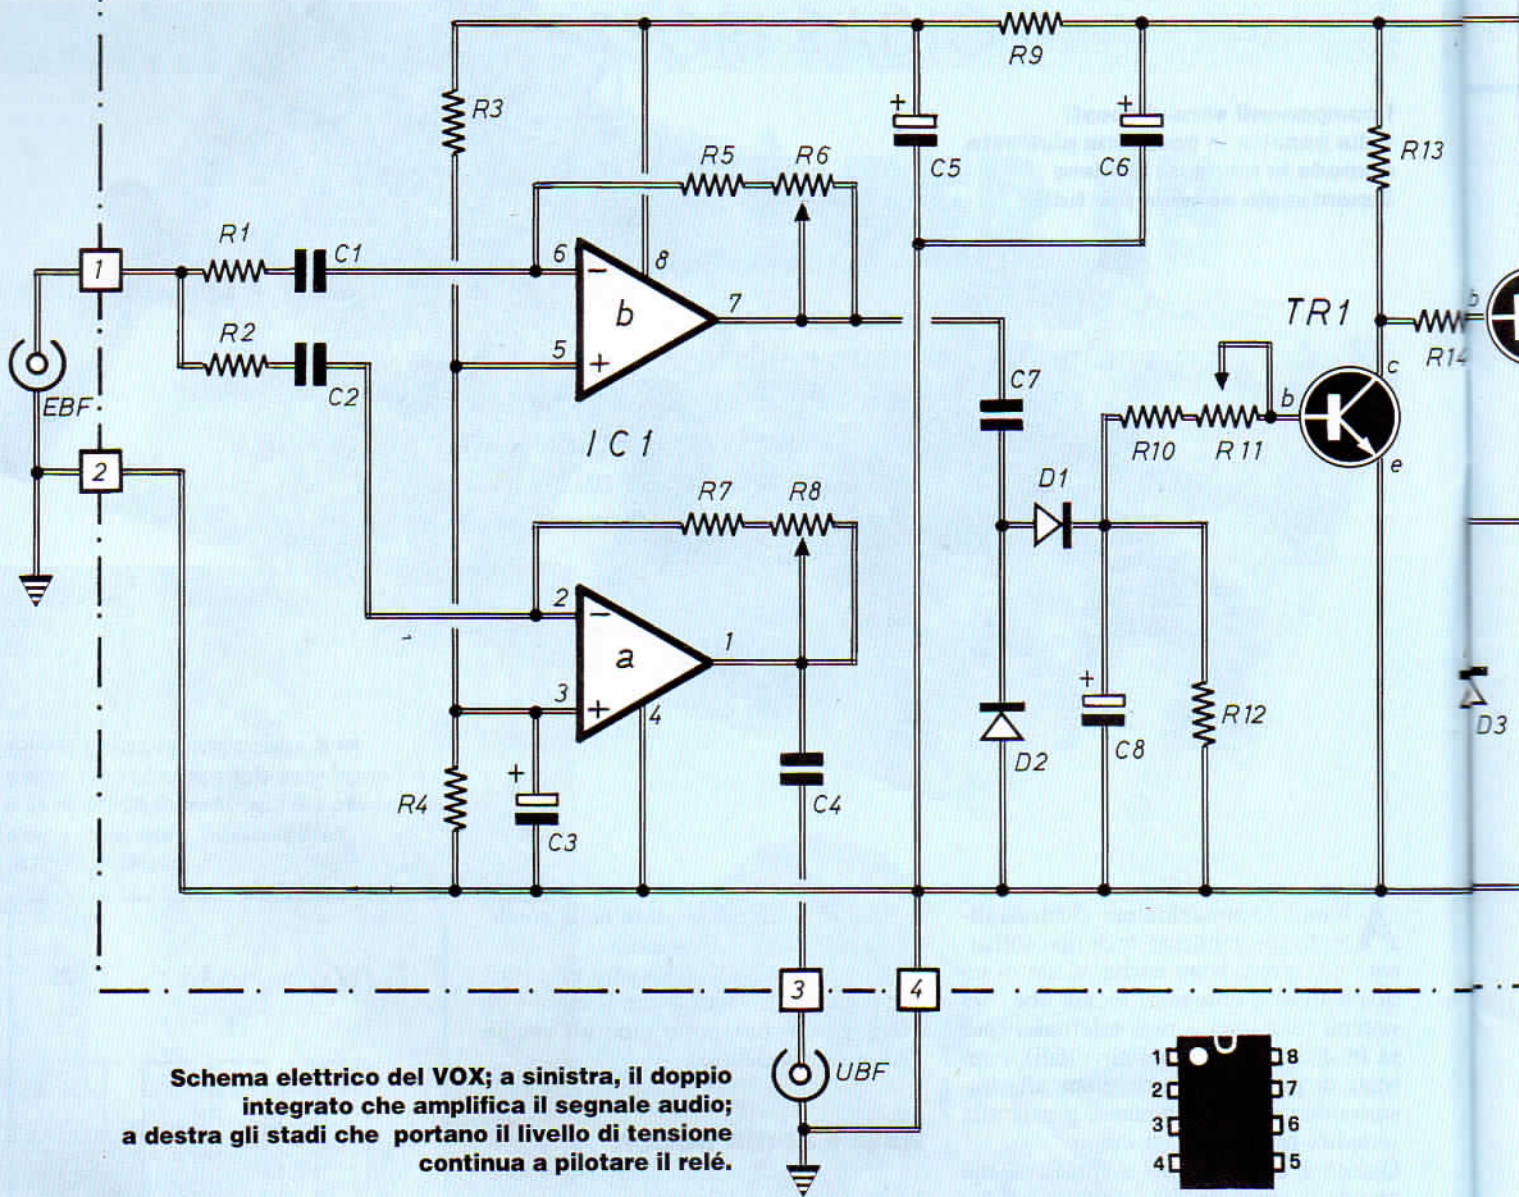 R3
R9
C5
C6
R13
R5
R6
R1
C1
6
8
1
b
7
TR1
b
R2
5
R14
C2
c
C7
EBF
b
IC1
R10
R11
e
2
D1
R7
R8
2
1
a
3
4
R12
D3
C8
D2
R4
C4
C3
3
4
UBF
1
8
2
7
3
6
4
5
Schema elettrico del VOX; a sinistra, il doppio
integrato che amplifica il segnale audio;
a destra gli stadi che portano il livello di tensione
continua a pilotare il relé.